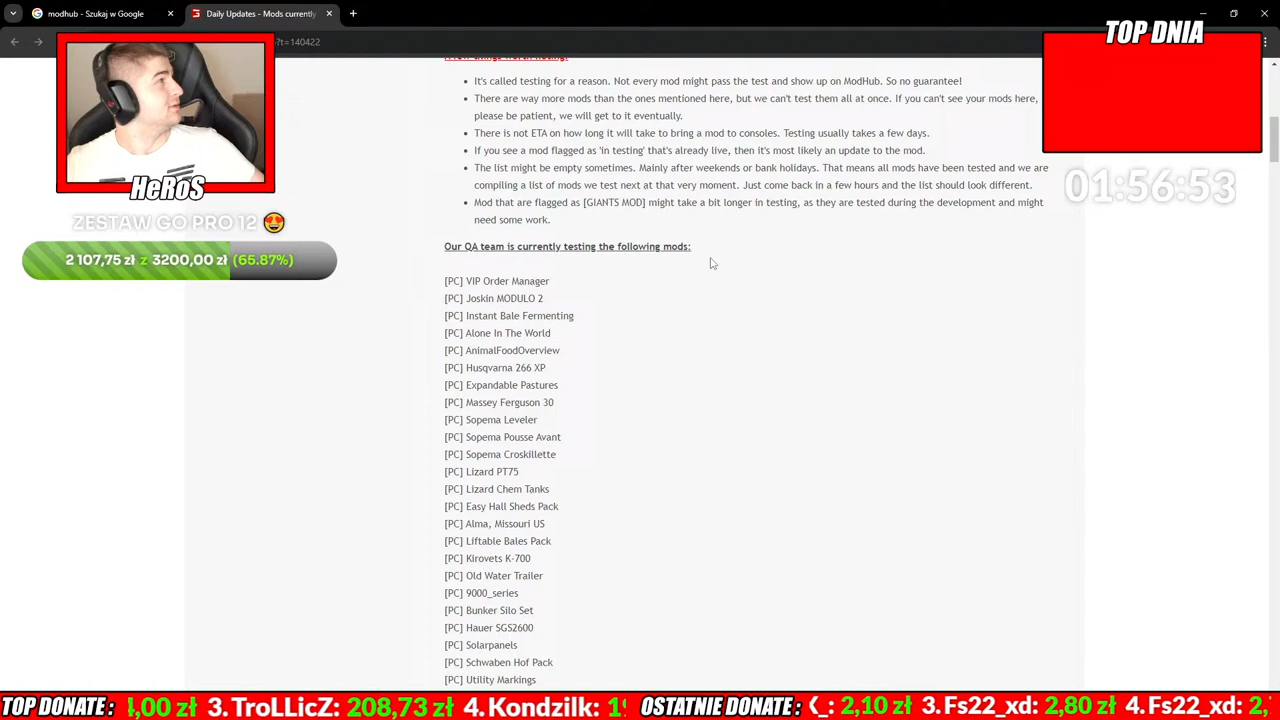 modhub - Szukaj w Google
Daily Updates - Mods currently
?t=140422
TOP DNIA
It's called testing for a reason. Not every mod might pass the test and show up on ModHub. So no guarantee!
There are way more mods than the ones mentioned here, but we can't test them all at once. If you can't see your mods here,
please be patient, we will get to it eventually.
There is not ETA on how long it will take to bring a mod to consoles. Testing usually takes a few days.
If you see a mod flagged as 'in testing' that's already live, then it's most likely an update to the mod.
The list might be empty sometimes. Mainly after weekends or bank holidays. That means all mods have been tested and we are
compiling a list of mods we test next at that very moment. Just come back in a few hours and the list should look different.
Mod that are flagged as [GIANTS MOD] might take a bit longer in testing, as they are tested during the development and might
need some work.
HeRoS
01:56:53
ZESTAW GO PRO 12 😍
2 107,75 zł z 3200,00 zł (65.87%)
Our QA team is currently testing the following mods:
[PC] VIP Order Manager
[PC] Joskin MODULO 2
[PC] Instant Bale Fermenting
[PC] Alone In The World
[PC] AnimalFoodOverview
[PC] Husqvarna 266 XP
[PC] Expandable Pastures
[PC] Massey Ferguson 30
[PC] Sopema Leveler
[PC] Sopema Pousse Avant
[PC] Sopema Croskillette
[PC] Lizard PT75
[PC] Lizard Chem Tanks
[PC] Easy Hall Sheds Pack
[PC] Alma, Missouri US
[PC] Liftable Bales Pack
[PC] Kirovets K-700
[PC] Old Water Trailer
[PC] 9000_series
[PC] Bunker Silo Set
[PC] Hauer SGS2600
[PC] Solarpanels
[PC] Schwaben Hof Pack
[PC] Utility Markings
TOP DONATE : 4,00 zł 3.TroLLicZ: 208,73 zł 4.Kondzilk: OSTATNIE DONATE : _: 2,10 zł 3.Fs22_xd: 2,80 zł 4.Fs22_xd: 2,